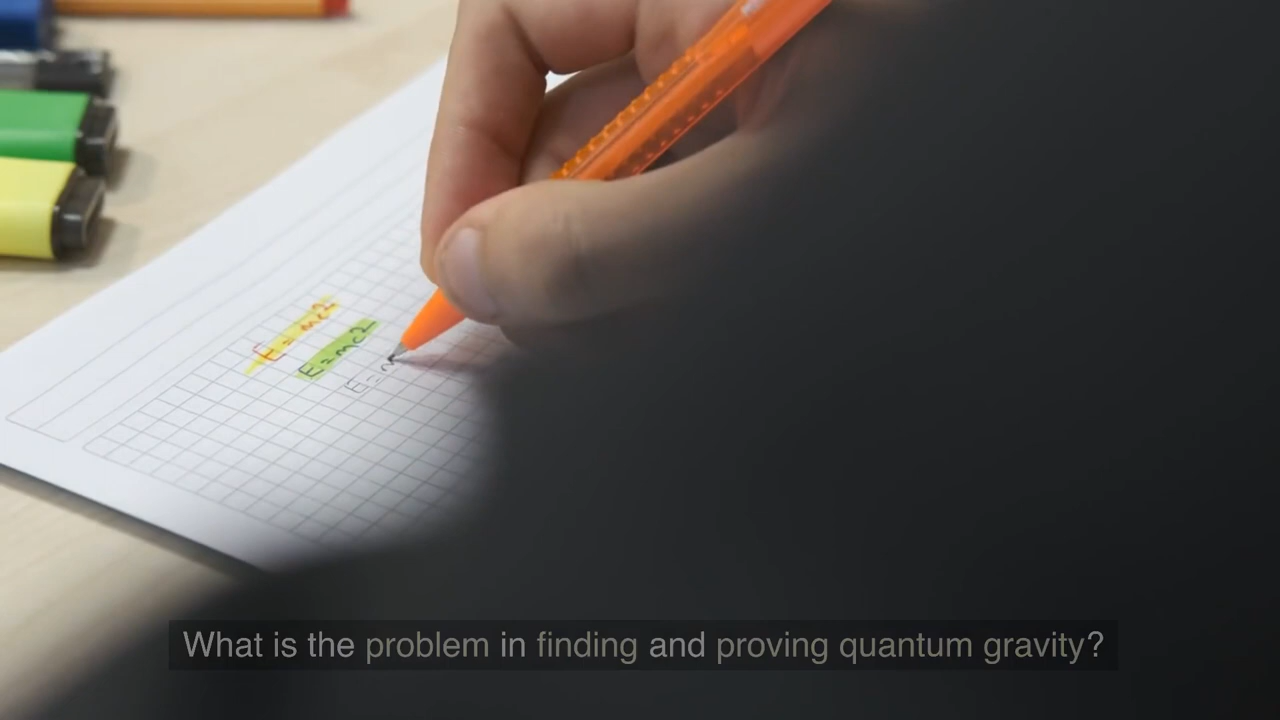 E = mc2
E = mc2
E = m
What is the problem in finding and proving quantum gravity?